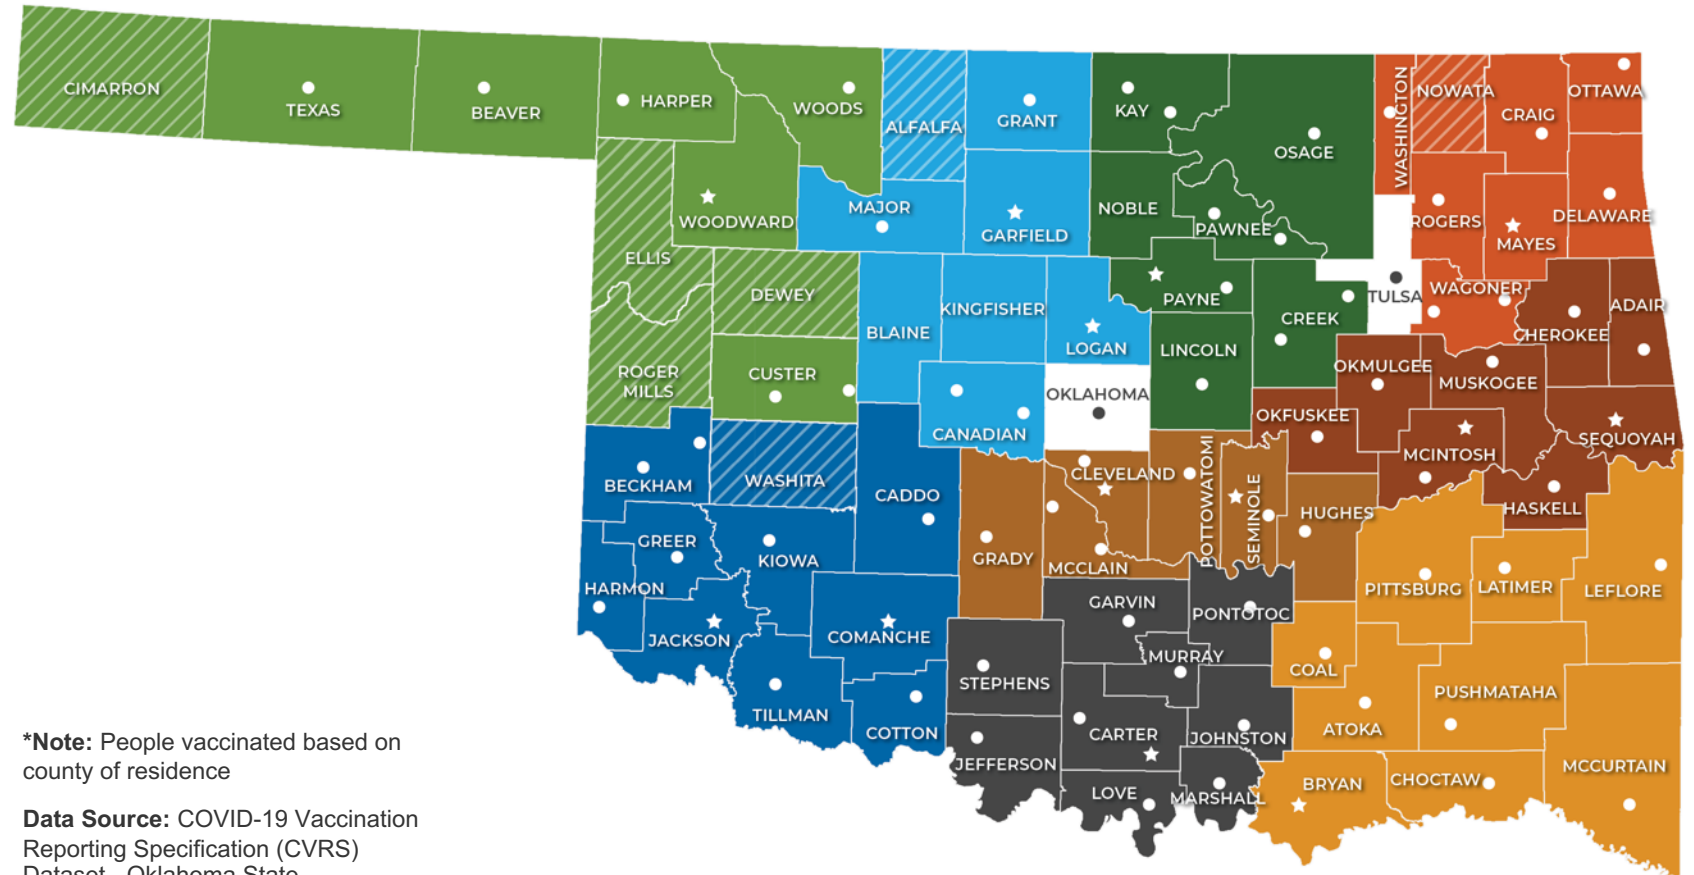 CIMARRON
TEXAS
BEAVER
HARPER
WOODS
ALFALFA
GRANT
KAY
OSAGE
WASHINGTON
NOWATA
CRAIG
OTTAWA
WOODWARD
MAJOR
GARFIELD
NOBLE
PAWNEE
ROGERS
MAYES
DELAWARE
ELLIS
DEWEY
BLAINE
KINGFISHER
LOGAN
PAYNE
CREEK
TULSA
WAGONER
CHEROKEE
ADAIR
ROGER
MILLS
CUSTER
CANADIAN
OKLAHOMA
LINCOLN
OKMULGEE
MUSKOGEE
OKFUSKEE
MCINTOSH
SEQUOYAH
BECKHAM
WASHITA
CADDO
CLEVELAND
POTTOWATOMI
SEMINOLE
HUGHES
HASKELL
GREER
KIOWA
GRADY
MCCLAIN
HARMON
JACKSON
COMANCHE
GARVIN
PONTOTOC
PITTSBURG
LATIMER
LEFLORE
MURRAY
COAL
STEPHENS
TILLMAN
COTTON
CARTER
JOHNSTON
ATOKA
PUSHMATAHA
JEFFERSON
LOVE
MARSHALL
BRYAN
CHOCTAW
MCCURTAIN
*Note: People vaccinated based on
county of residence
Data Source: COVID-19 Vaccination
Reporting Specification (CVRS)
Dataset - Oklahoma State